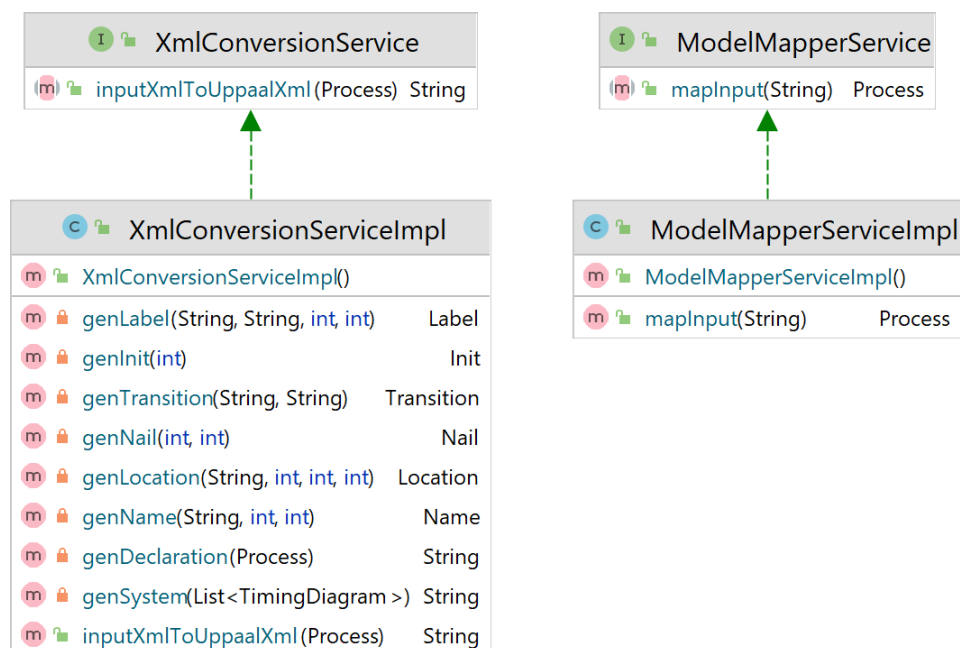 I XmlConversionService
m inputXmlToUppaalXml(Process) String
I ModelMapperService
m mapInput(String) Process
C XmlConversionServiceImpl
m XmlConversionServiceImpl()
m genLabel(String, String, int, int) Label
m genInit(int) Init
m genTransition(String, String) Transition
m genNail(int, int) Nail
m genLocation(String, int, int, int) Location
m genName(String, int, int) Name
m genDeclaration(Process) String
m genSystem(List<TimingDiagram>) String
m inputXmlToUppaalXml(Process) String
C ModelMapperServiceImpl
m ModelMapperServiceImpl()
m mapInput(String) Process